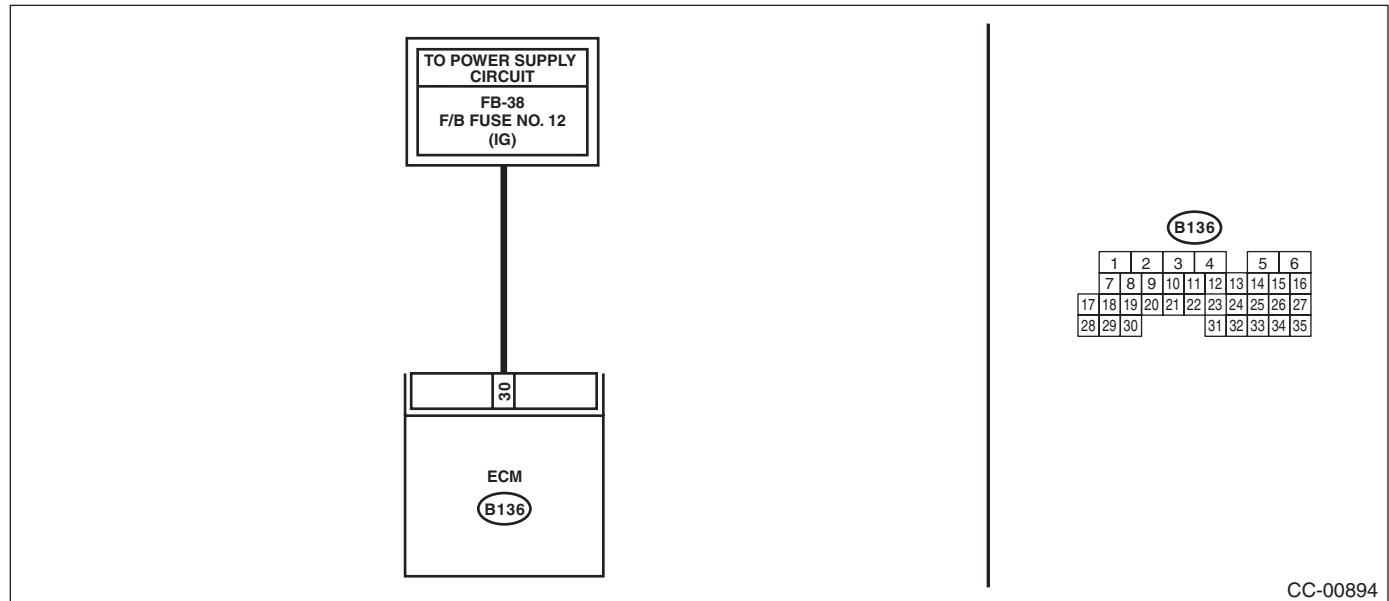 TO POWER SUPPLY
CIRCUIT
FB-38
F/B FUSE NO. 12
(IG)
30
ECM
B136
B136
1 2 3 4 5 6
7 8 9 10 11 12 13 14 15 16
17 18 19 20 21 22 23 24 25 26 27
28 29 30 31 32 33 34 35
CC-00894